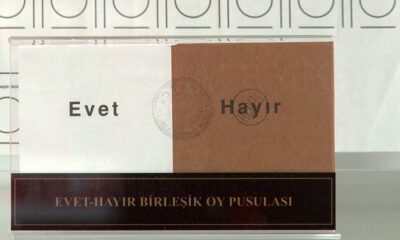 Evet Hayır
EVET-HAYIR BİRLEŞİK OY PUSULASI